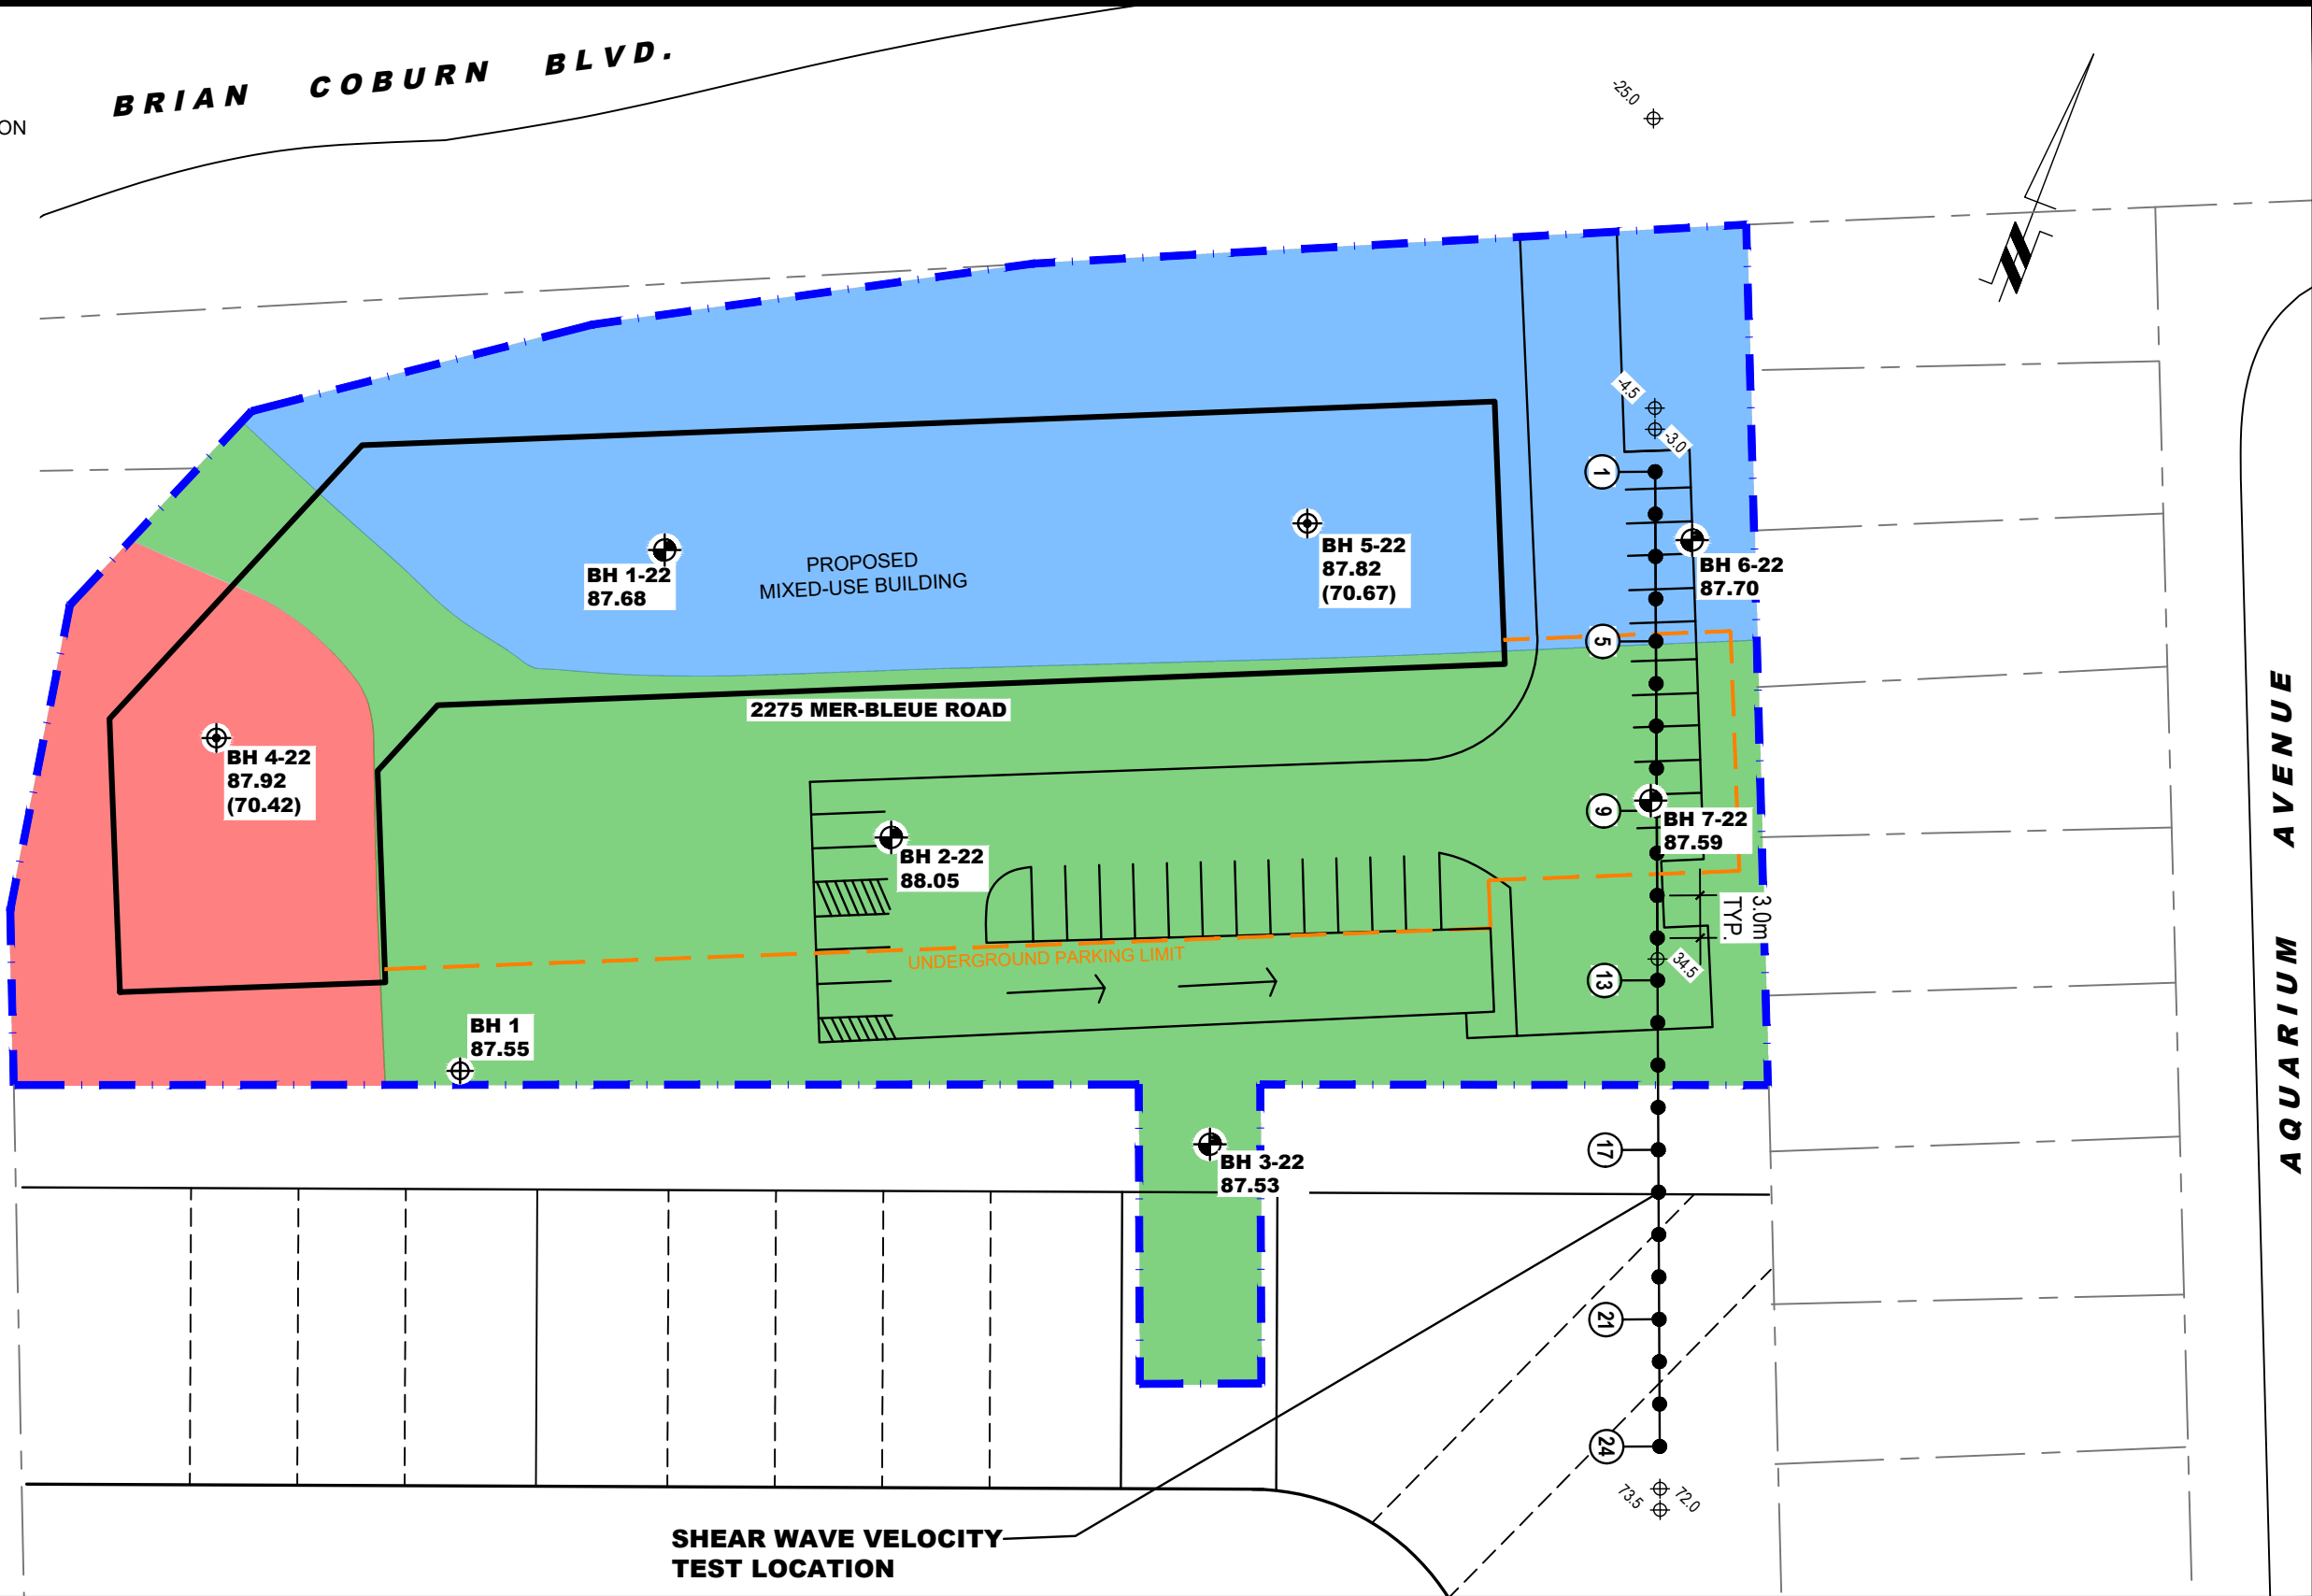 BRIAN COBURN BLVD.
ON
-25.0
-4.5
-3.0
1
BH 5-22
87.82
(70.67)
BH 1-22
87.68
PROPOSED
MIXED-USE BUILDING
BH 6-22
87.70
5
2275 MER-BLEUE ROAD
BH 4-22
87.92
(70.42)
9
BH 7-22
87.59
BH 2-22
88.05
3.0m
TYP.
UNDERGROUND PARKING LIMIT
34.5
13
BH 1
87.55
AQUARIUM AVENUE
17
BH 3-22
87.53
21
24
73.5
72.0
SHEAR WAVE VELOCITY
TEST LOCATION